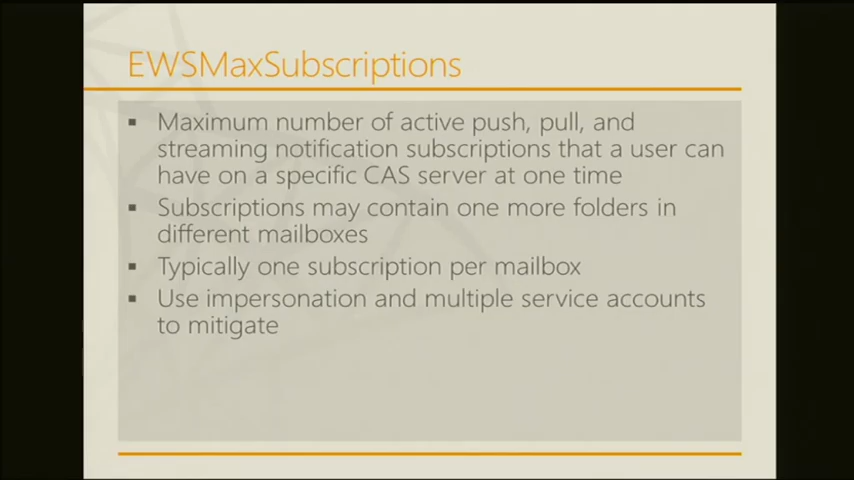 EWSMaxSubscriptions
▪ Maximum number of active push, pull, and
streaming notification subscriptions that a user can
have on a specific CAS server at one time
▪ Subscriptions may contain one more folders in
different mailboxes
▪ Typically one subscription per mailbox
▪ Use impersonation and multiple service accounts
to mitigate